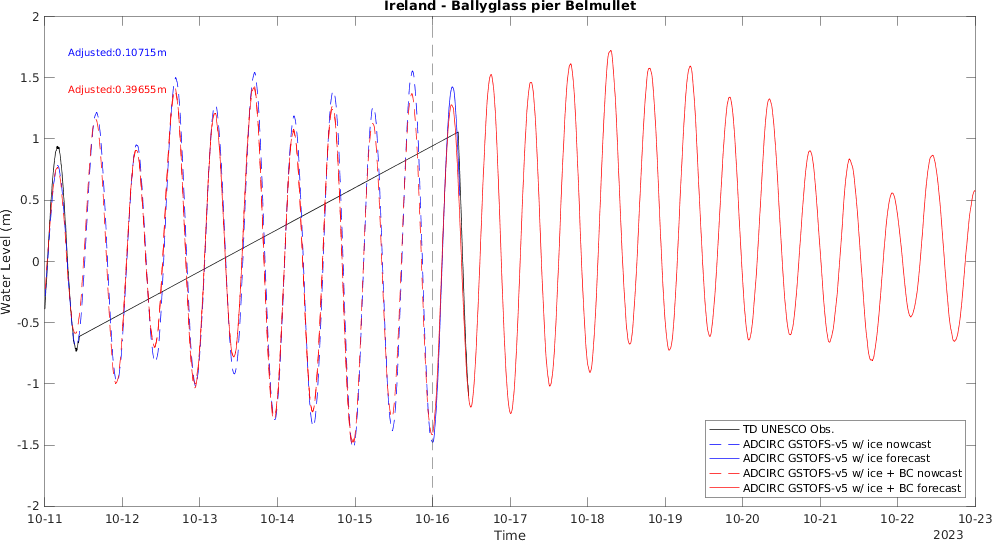 Ireland - Ballyglass pier Belmullet
Adjusted:0.10715m
Adjusted:0.39655m
2
1.5
1
0.5
0
-0.5
-1
-1.5
-2
Water Level (m)
TD UNESCO Obs.
ADCIRC GSTOFS-v5 w/ ice nowcast
ADCIRC GSTOFS-v5 w/ ice forecast
ADCIRC GSTOFS-v5 w/ ice + BC nowcast
ADCIRC GSTOFS-v5 w/ ice + BC forecast
10-11 10-12 10-13 10-14 10-15 10-16 10-17 10-18 10-19 10-20 10-21 10-22 10-23
Time
2023